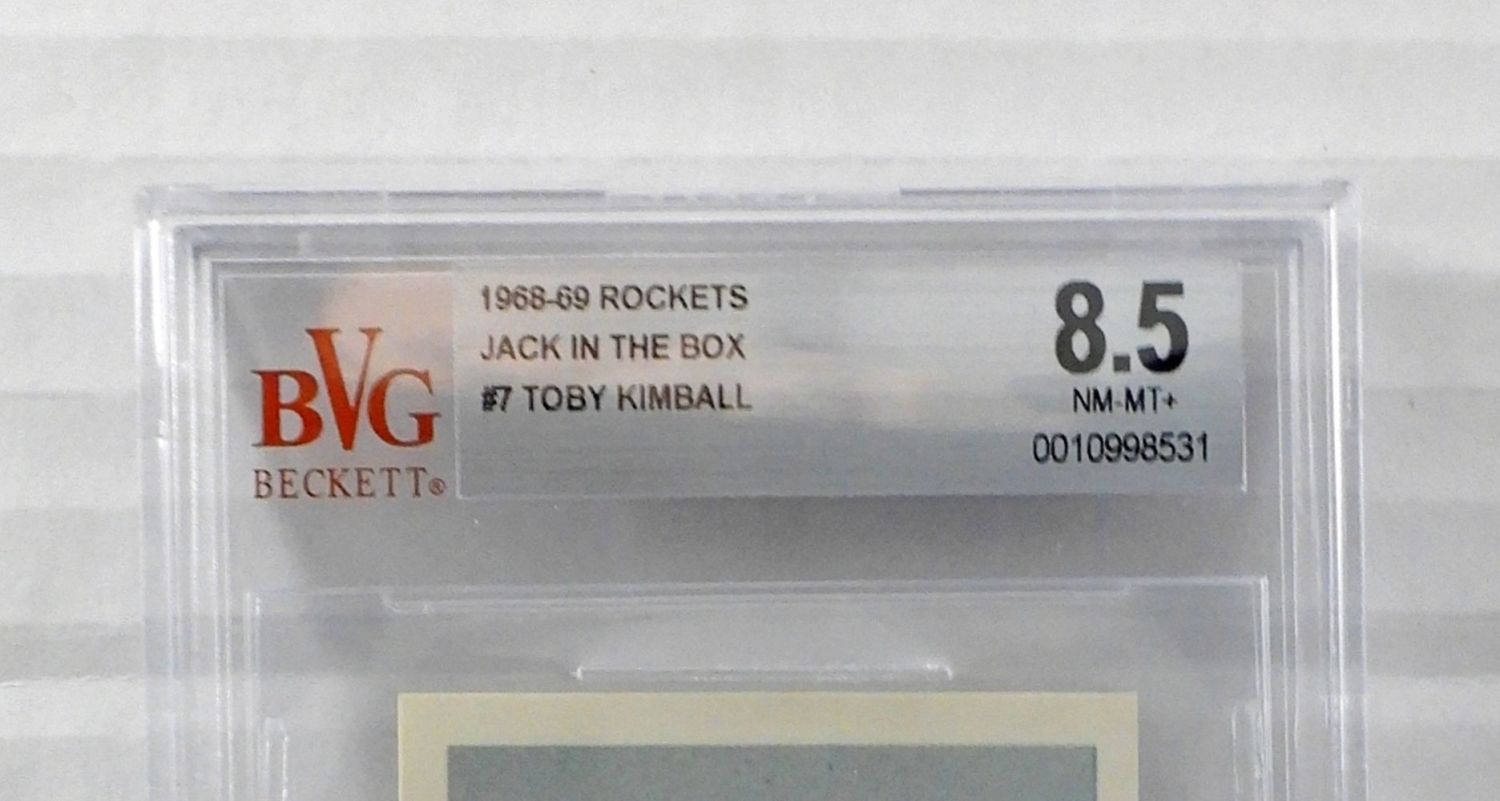 BVG
BECKETT®
1968-69 ROCKETS
JACK IN THE BOX
#7 TOBY KIMBALL
8.5
NM-MT+
0010998531